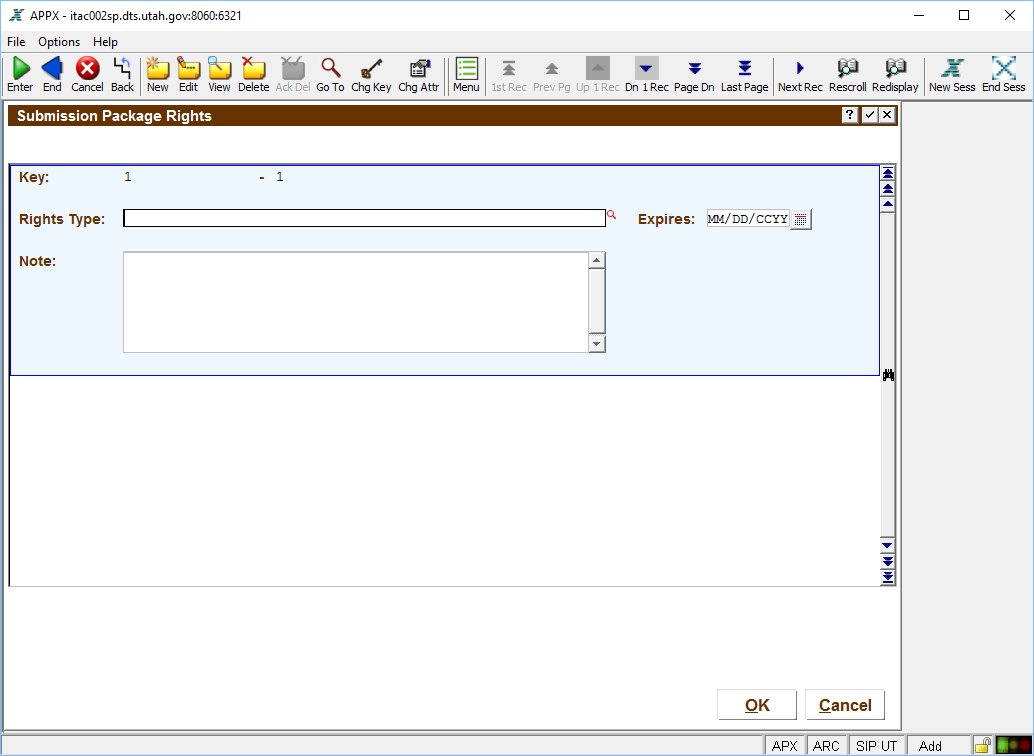 APPX - itac002sp.dts.utah.gov:8060:6321
File Options Help
Enter End Cancel Back New Edit View Delete Ack Del Go To Chg Key Chg Attr Menu 1st Rec Prev Pg Up 1 Rec Dn 1 Rec Page Dn Last Page Next Rec Rescroll Redisplay New Sess End Sess
Submission Package Rights
Key: 1 - 1
Rights Type: Expires: MM/DD/CCYY
Note:
OK Cancel
APX ARC SIP UT Add